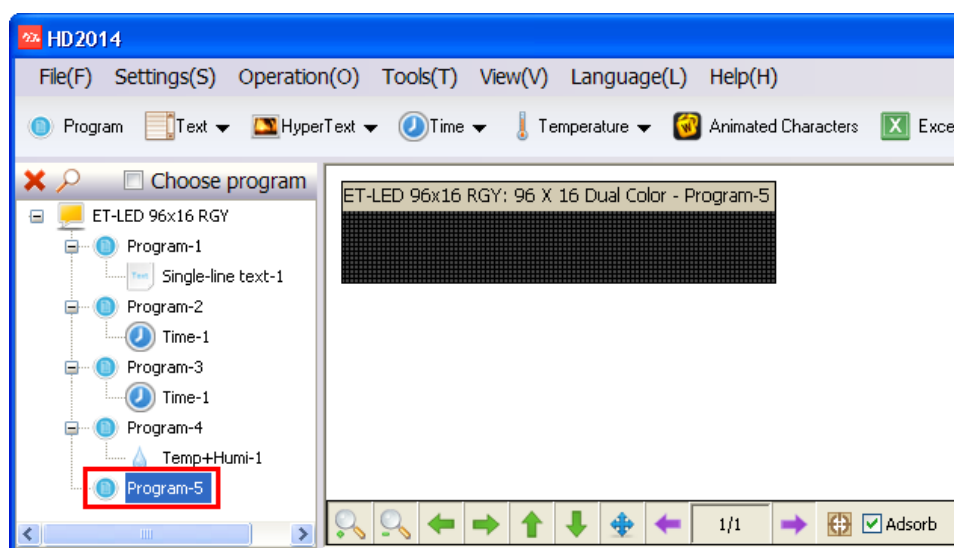 HD2014
File(F) Settings(S) Operation(O) Tools(T) View(V) Language(L) Help(H)
Program Text HyperText Time Temperature Animated Characters Exce
Choose program
ET-LED 96x16 RGY
Program-1
Single-line text-1
Program-2
Time-1
Program-3
Time-1
Program-4
Temp+Humi-1
Program-5
ET-LED 96x16 RGY: 96 X 16 Dual Color - Program-5
1/1 Adsorb